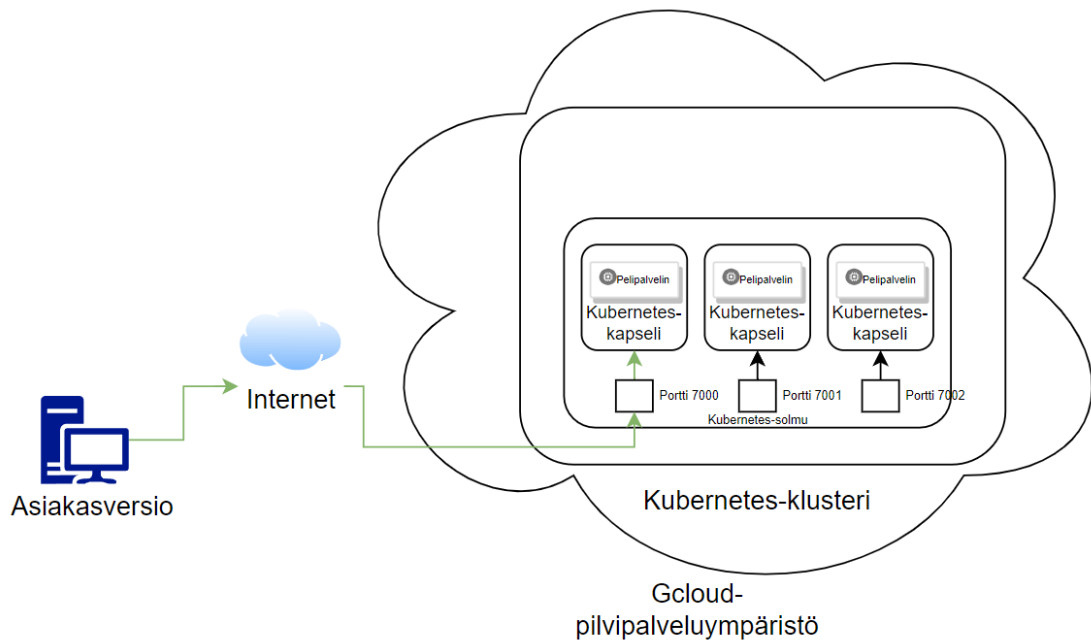 Pelipalvelin
Pelipalvelin
Pelipalvelin
Kubernetes-
kapseli
Kubernetes-
kapseli
Kubernetes-
kapseli
Portti 7000
Portti 7001
Portti 7002
Kubernetes-solmu
Internet
Asiakasversio
Kubernetes-klusteri
Gcloud-
pilvipalveluympäristö